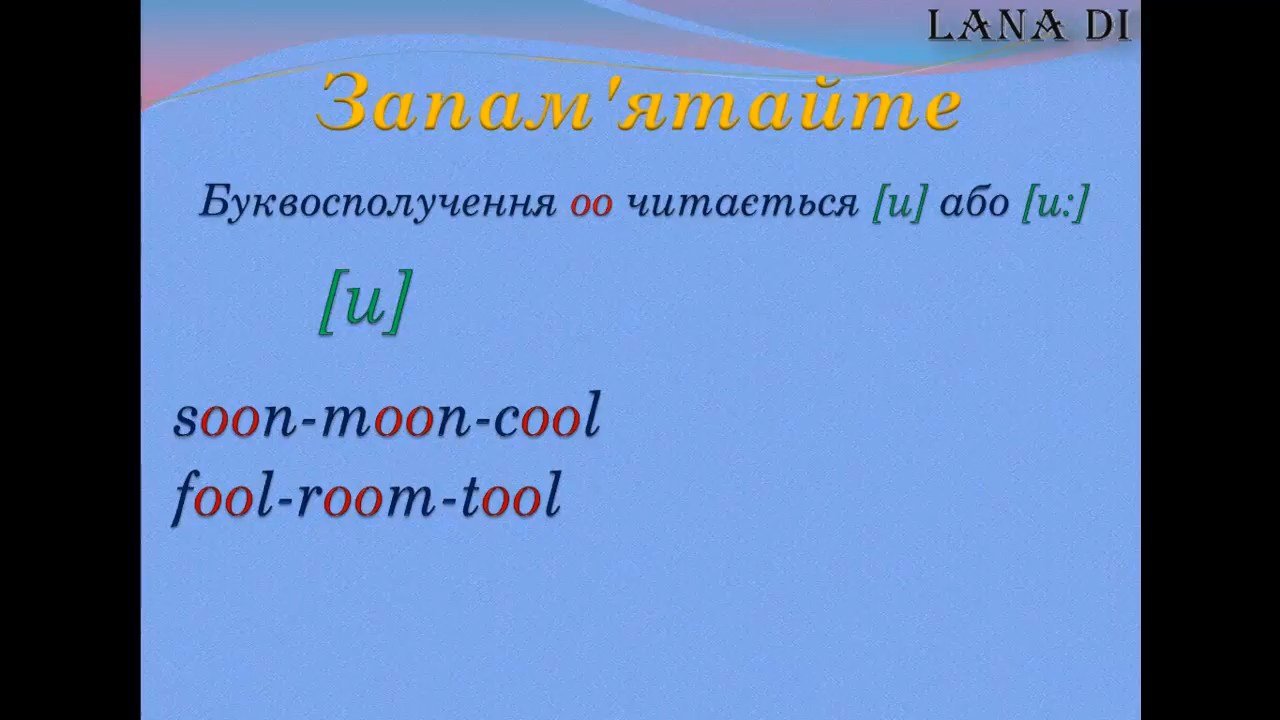 LANA DI
Запам'ятайте
Буквосполучення oo читається [u] або [u:]
[u]
soon-moon-cool
fool-room-tool